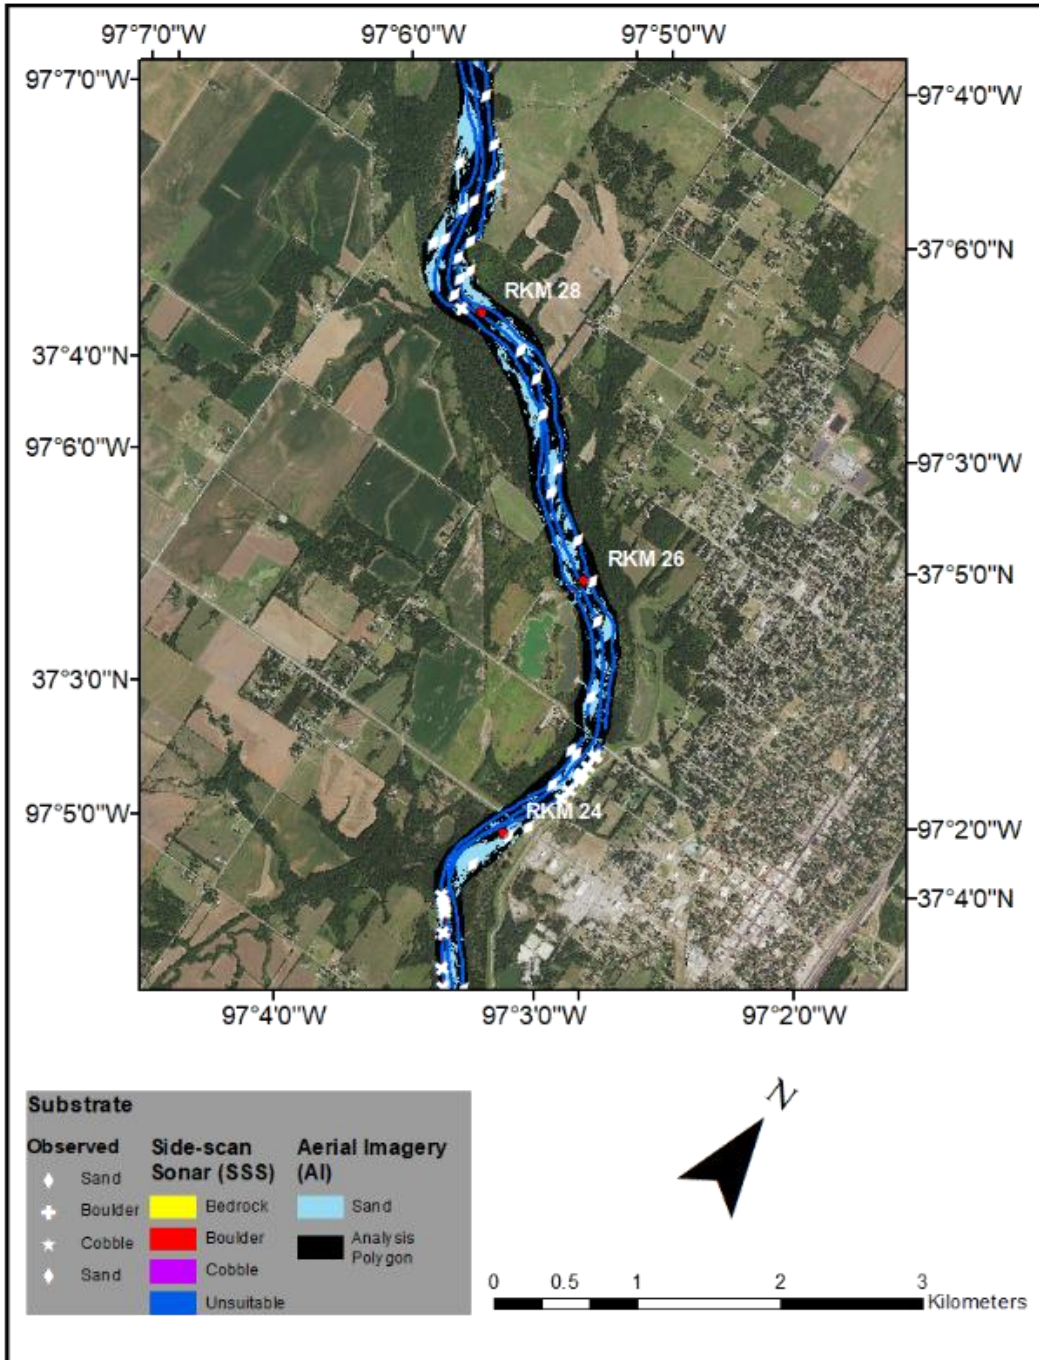 97°7'0"W 97°6'0"W 97°5'0"W
97°7'0"W
97°4'0"W
37°6'0"N
RKM 28
37°4'0"N
97°6'0"W
97°3'0"W
RKM 26
37°5'0"N
37°3'0"N
97°5'0"W
RKM 24
97°2'0"W
37°4'0"N
97°4'0"W 97°3'0"W 97°2'0"W
N
Substrate
Observed
Sand
Boulder
Cobble
Sand
Side-scan
Sonar (SSS)
Bedrock
Boulder
Cobble
Unsuitable
Aerial Imagery
(AI)
Sand
Analysis
Polygon
0 0.5 1 2 3
Kilometers